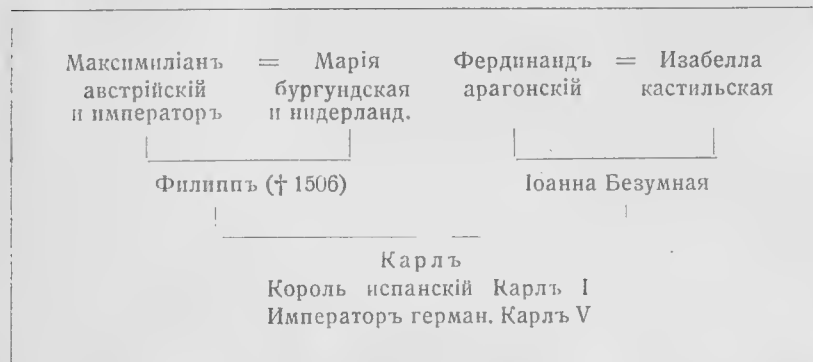 Максимиліанъ = Марія Фердинандъ = Изабелла
австрійскій бургундская арагонскій кастильская
и императоръ и нидерланд.
Филиппъ († 1506) Іоанна Безумная
Карлъ
Король испанскій Карлъ I
Императоръ герман. Карлъ V